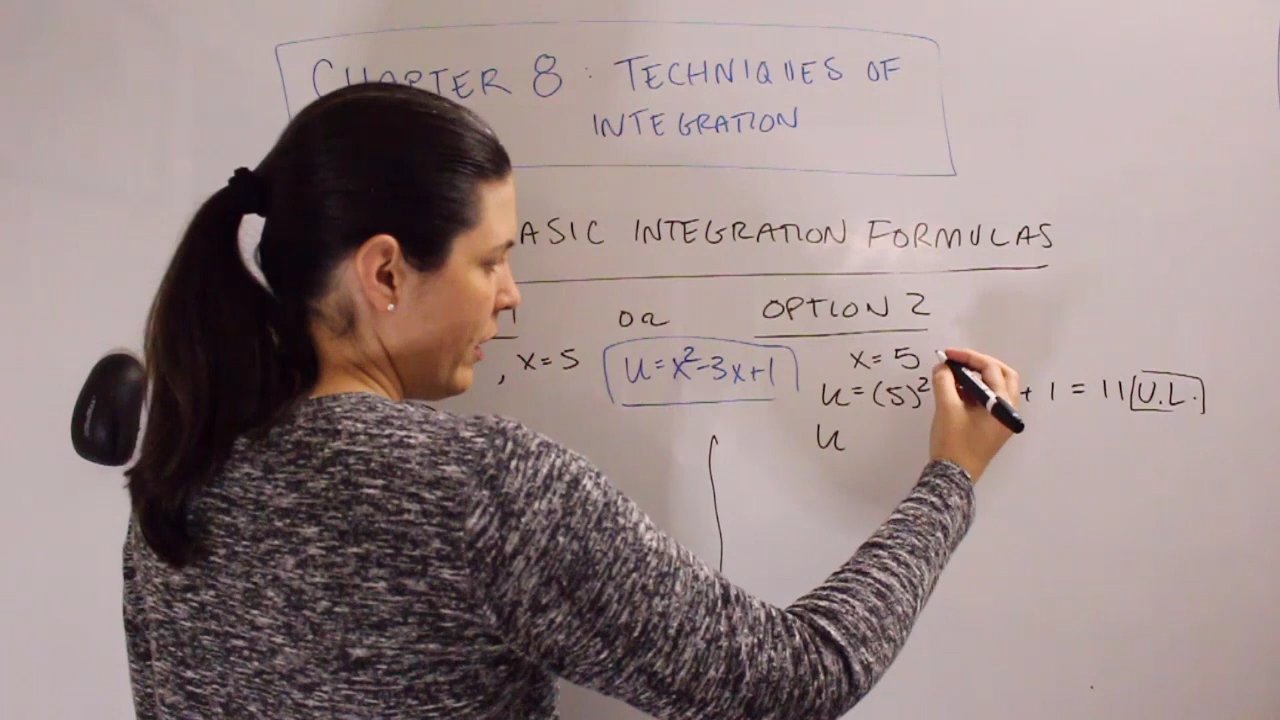 CHAPTER 8: TECHNIQUES OF
INTEGRATION
ASIC INTEGRATION FORMULAS
1 OR OPTION 2
, x=5 u=x²-3x+1 x=5
u=(5)² + 1 = 11 U.L.
u